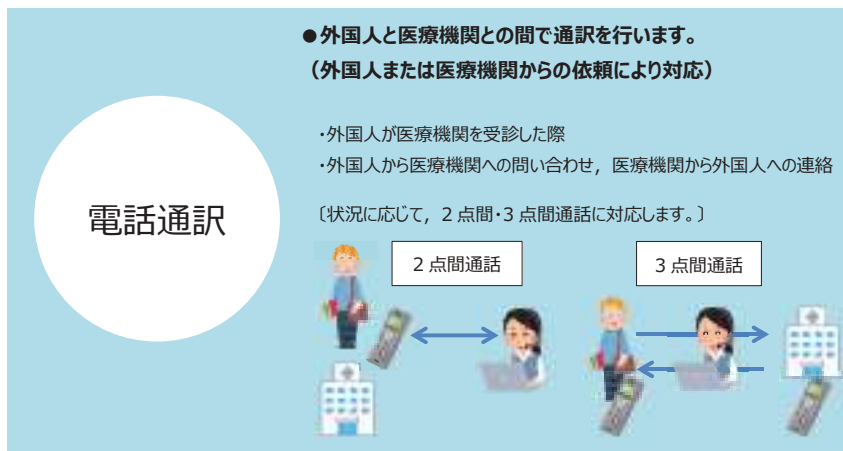 ●外国人と医療機関との間で通訳を行います。
（外国人または医療機関からの依頼により対応）
・外国人が医療機関を受診した際
・外国人から医療機関への問い合わせ，医療機関から外国人への連絡
電話通訳
〔状況に応じて，２点間・３点間通話に対応します。〕
２点間通話
３点間通話